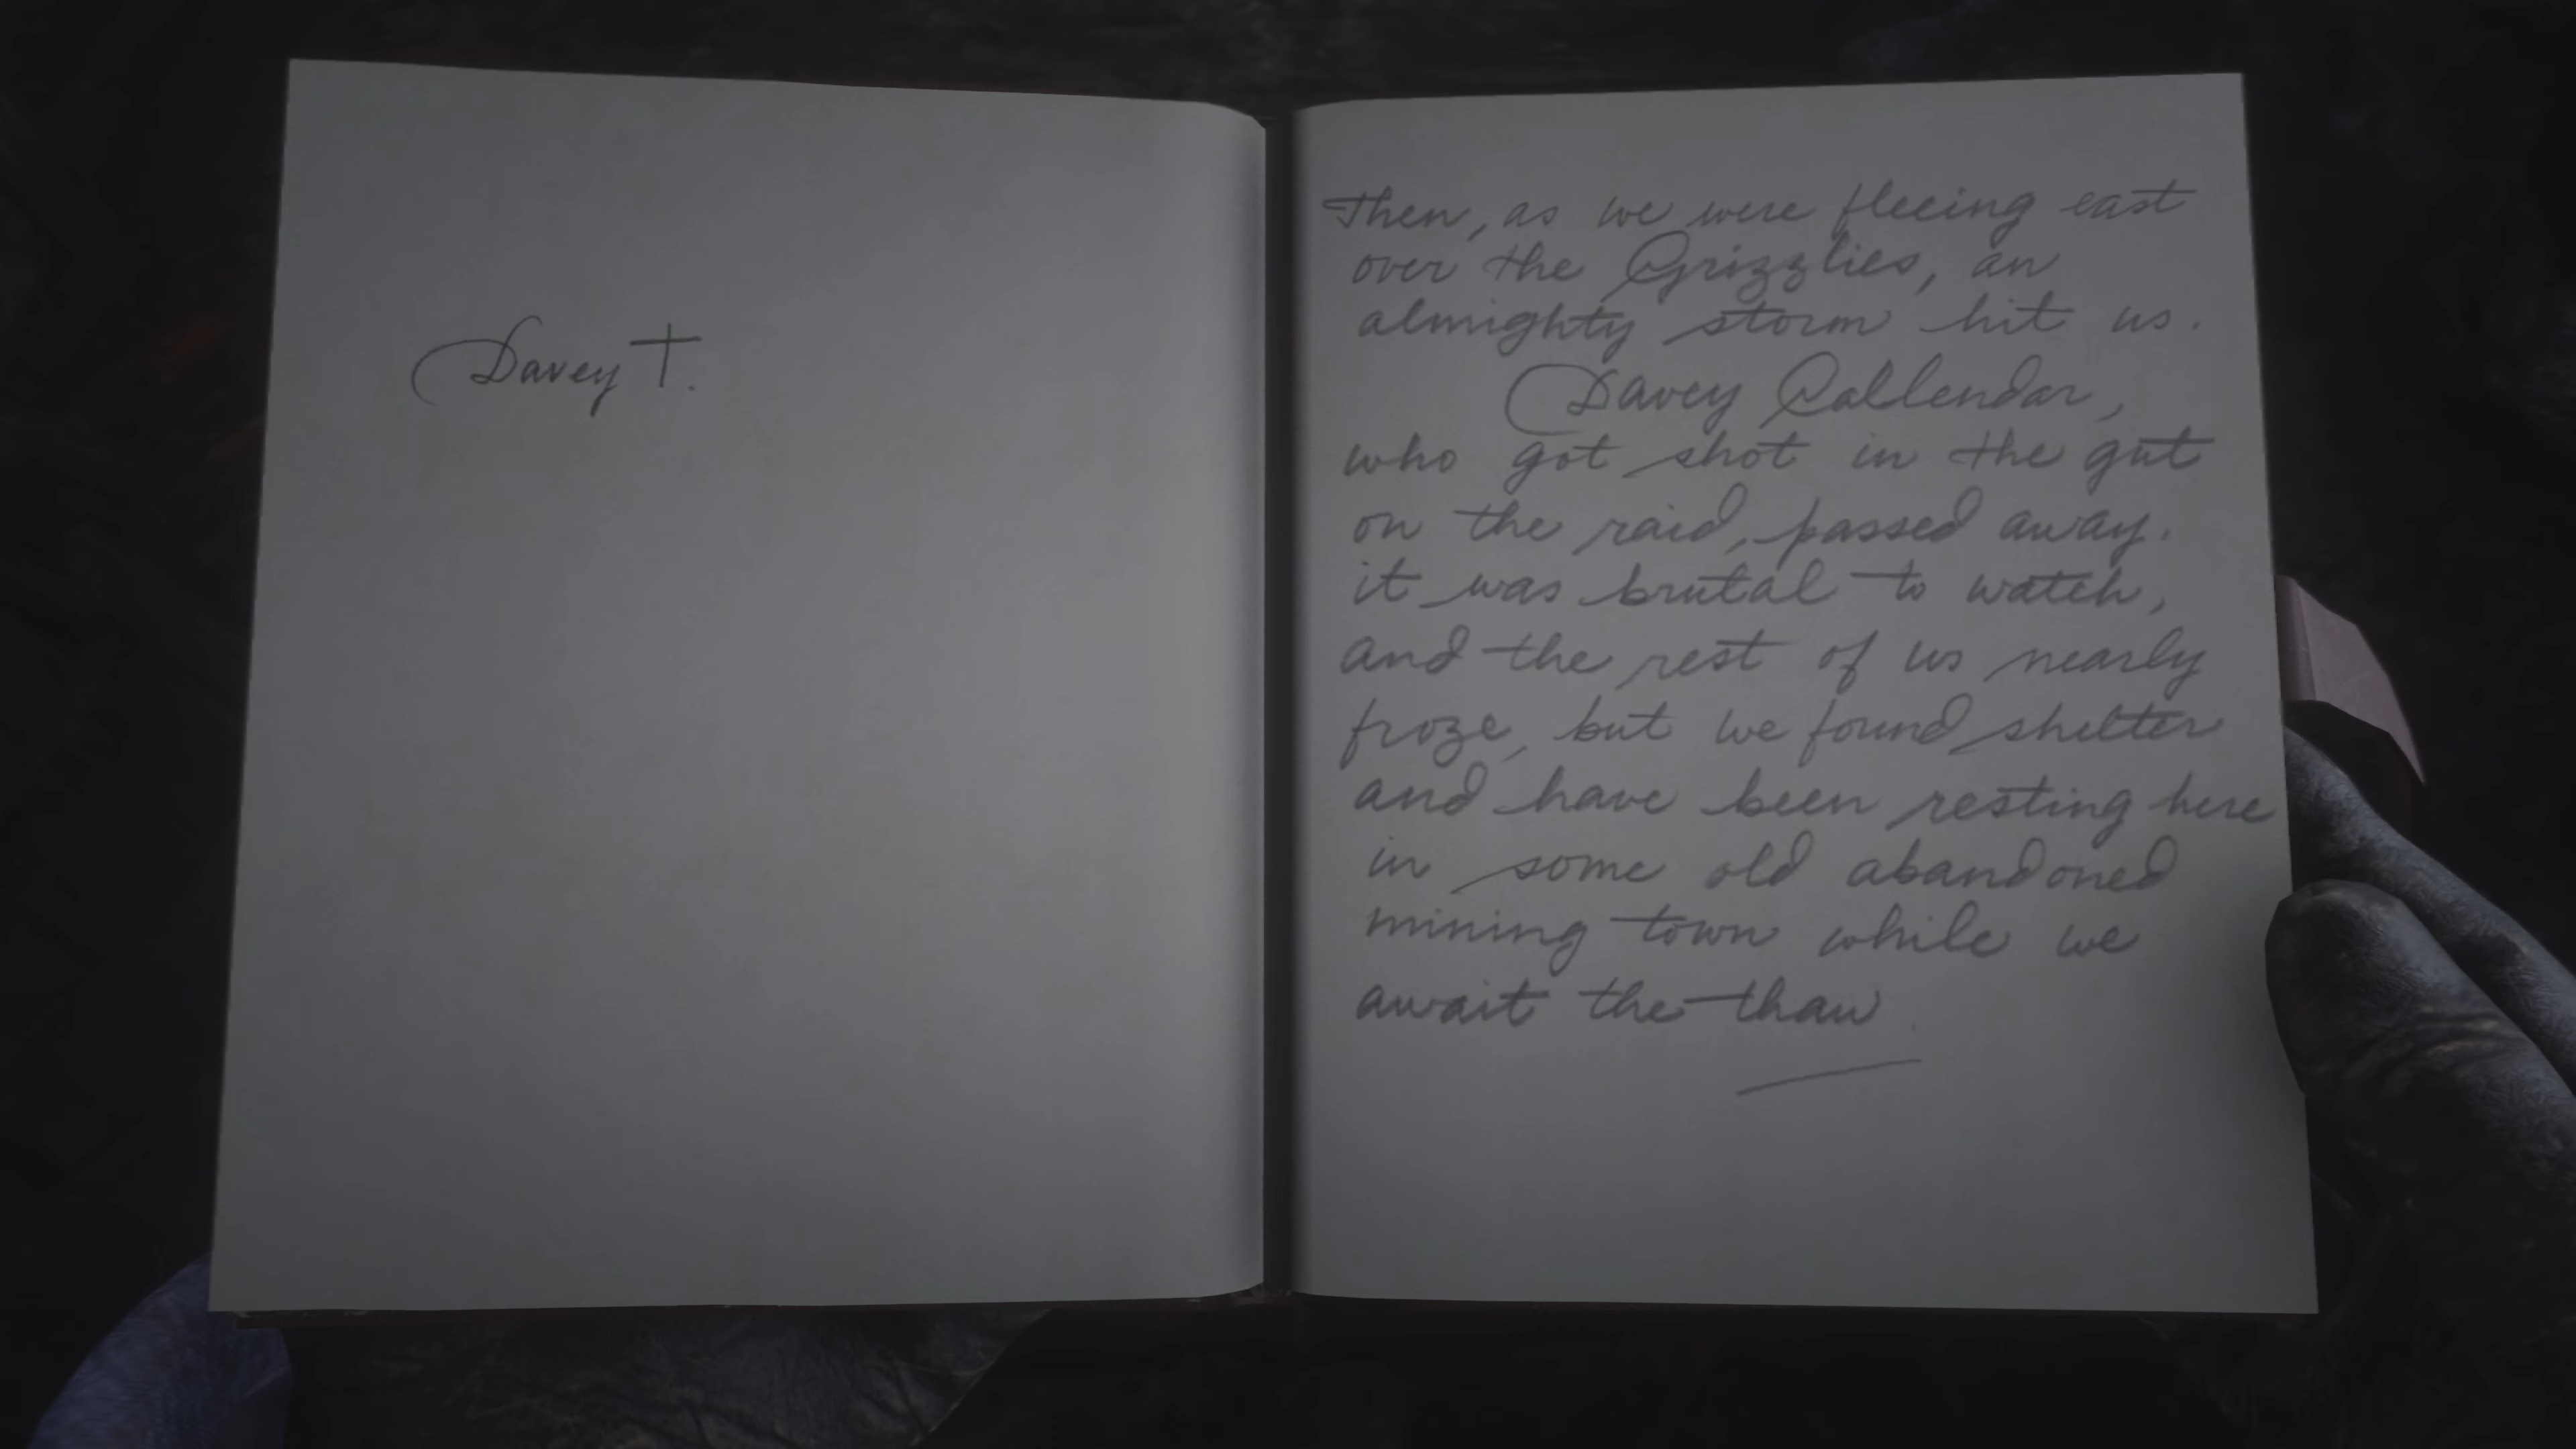 Davey †.
Then, as we were fleeing east
over the Grizzlies, an
almighty storm hit us.
Davey Callendar,
who got shot in the gut
on the raid, passed away.
it was brutal to watch,
and the rest of us nearly
froze, but we found shelter
and have been resting here
in some old abandoned
mining town while we
await the thaw.